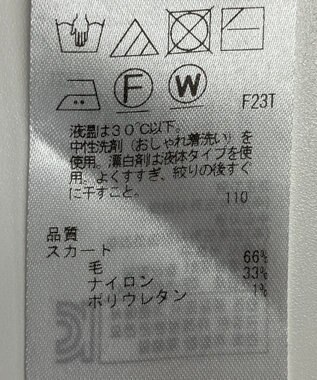 F
W
F23T
液温は30℃以下。
中性洗剤(おしゃれ着洗い)を
使用。漂白剤は液体タイプを使
用。よくすすぎ、絞りの後すぐ
に干すこと。
110
品質
スカート
毛 66%
ナイロン 33%
ポリウレタン 1%